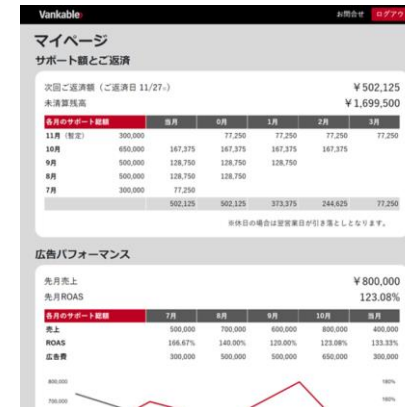 Vankable お問合せ ログアウ
マイページ
サポート額とご返済
次回ご返済額（ご返済日 11/27） ¥502,125
未清算残高 ¥1,699,500
各月のサポート総額 当月 0月 1月 2月 3月
11月（暫定） 300,000 77,250 77,250 77,250 77,250
10月 650,000 167,375 167,375 167,375 167,375
9月 500,000 128,750 128,750 128,750
8月 500,000 128,750 128,750
7月 300,000 77,250
502,125 502,125 373,375 244,625 77,250
※休日の場合は翌営業日が引き落としとなります。
広告パフォーマンス
先月売上 ¥800,000
先月ROAS 123.08%
各月のサポート総額 7月 8月 9月 10月 当月
売上 500,000 700,000 600,000 800,000 400,000
ROAS 166.67% 140.00% 120.00% 123.08% 133.33%
広告費 300,000 500,000 500,000 650,000 300,000
800,000 180%
700,000 160%